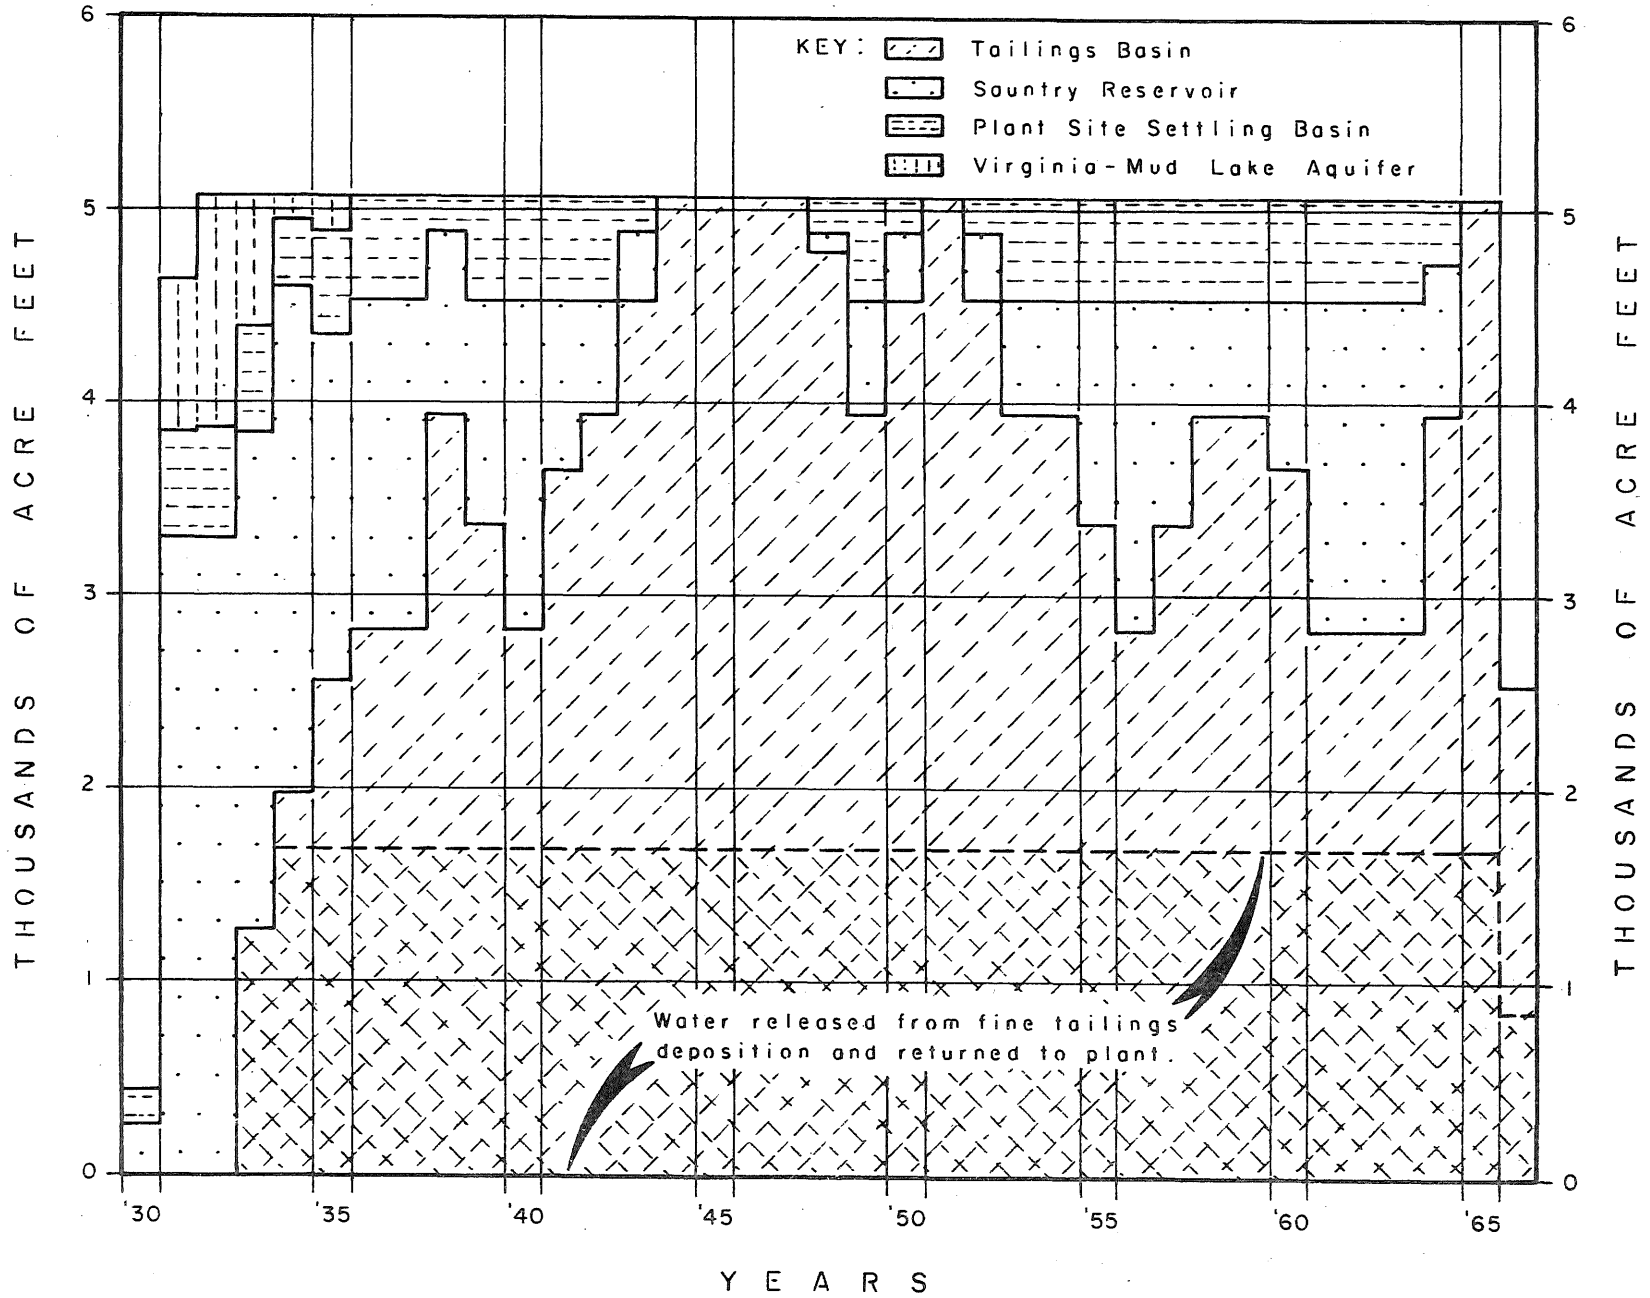 KEY:
Tailings Basin
Sauntry Reservoir
Plant Site Settling Basin
Virginia-Mud Lake Aquifer
THOUSANDS OF ACRE FEET
6
5
4
3
2
1
0
THOUSANDS OF ACRE FEET
6
5
4
3
2
1
0
Water released from fine tailings
deposition and returned to plant.
'30 '35 '40 '45 '50 '55 '60 '65
YEARS